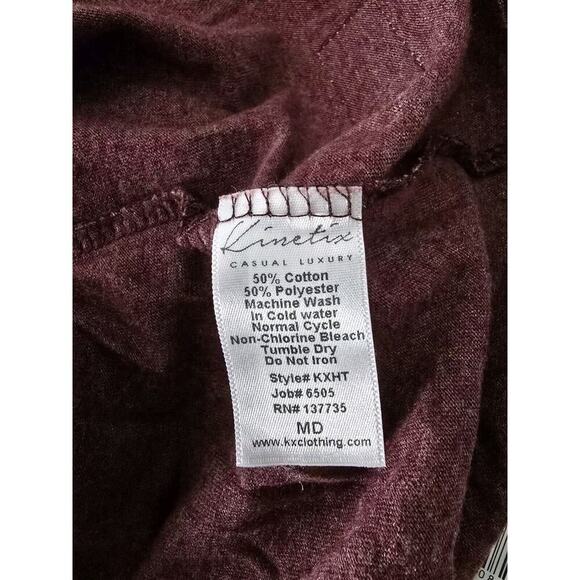 Kinetix
CASUAL LUXURY
50% Cotton
50% Polyester
Machine Wash
In Cold water
Normal Cycle
Non-Chlorine Bleach
Tumble Dry
Do Not Iron
Style# KXHT
Job# 6505
RN# 137735
MD
www.kxclothing.com